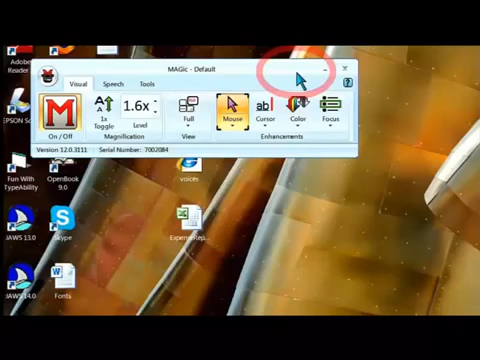 Adobe
Reader
MAGic - Default
Visual Speech Tools
1x
Toggle
1.6x
Level
Full
Mouse
Cursor
Color
Focus
On / Off
Magnification
View
Enhancements
Version 12.0.3111 Serial Number: 7002084
EPSON Sc
Fun With
TypeAbility
OpenBook
9.0
voices
JAWS 13.0
Skype
JAWS 14.0
Fonts